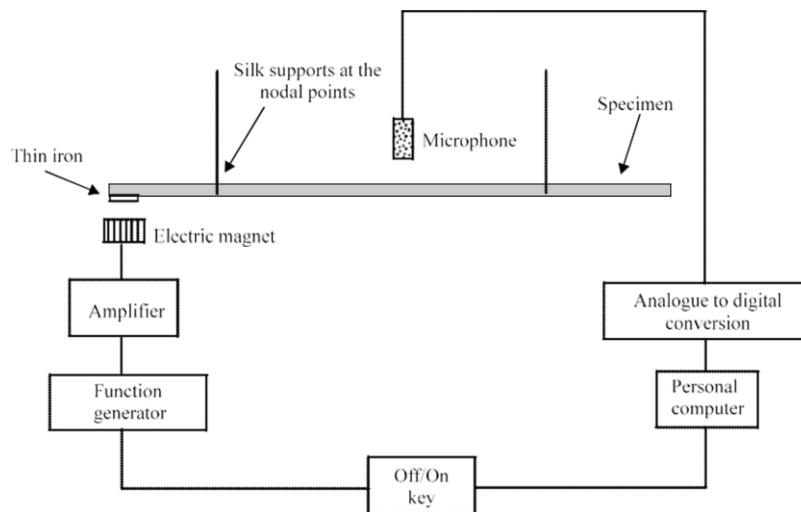 Silk supports at the
nodal points
Specimen
Microphone
Thin iron
Electric magnet
Amplifier
Analogue to digital
conversion
Function
generator
Personal
computer
Off/On
key